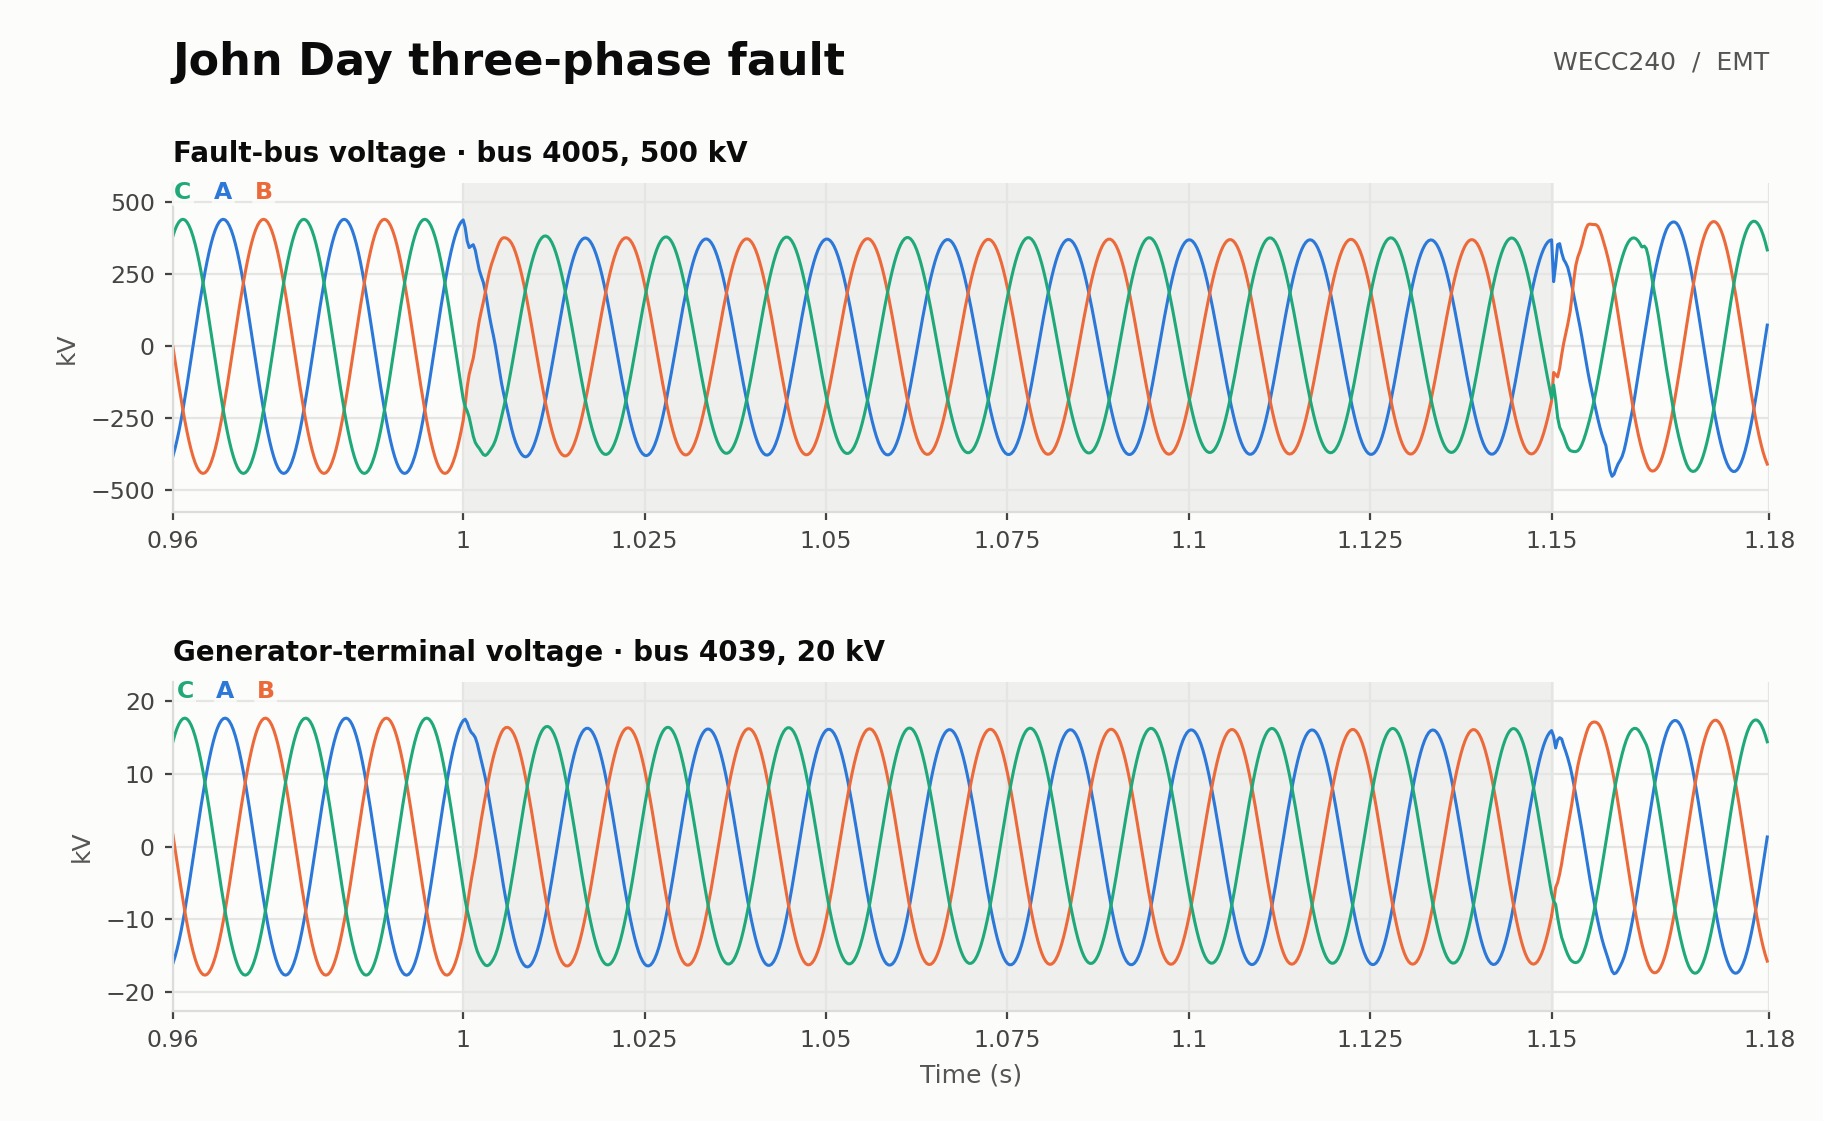 John Day three-phase fault
WECC240 / EMT
Fault-bus voltage · bus 4005, 500 kV
C A B
500
250
0
−250
−500
kV
0.96 1 1.025 1.05 1.075 1.1 1.125 1.15 1.18
Generator-terminal voltage · bus 4039, 20 kV
C A B
20
10
0
−10
−20
kV
0.96 1 1.025 1.05 1.075 1.1 1.125 1.15 1.18
Time (s)